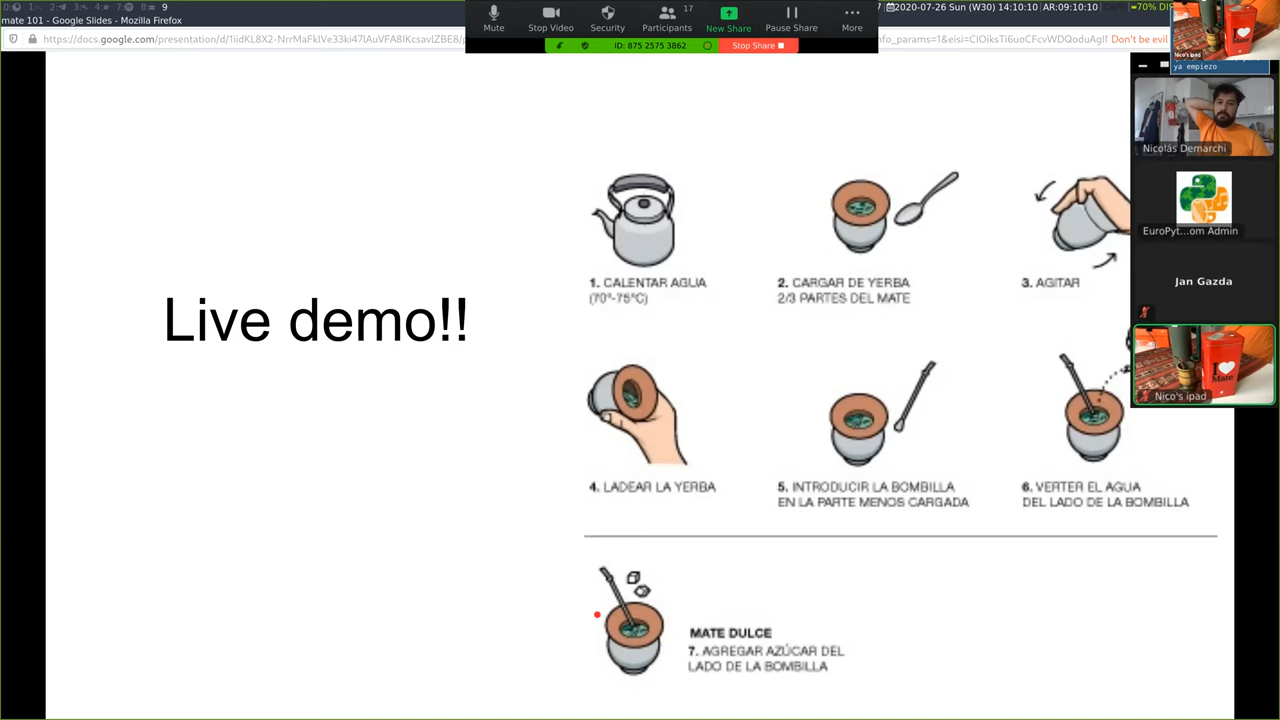 9
2020-07-26 Sun (W30) 14:10:10
AR:09:10:10
70%
mate 101 - Google Slides - Mozilla Firefox
Mute
Stop Video
Security
Participants
17
New Share
Pause Share
More
ID: 875 2575 3862
Stop Share
Don't be evil
ya empiezo
Nicolás Demarchi
EuroPyt...om Admin
Jan Gazda
I ❤ Mate
Nico's ipad
Live demo!!
1. CALENTAR AGUA
(70º-75ºC)
2. CARGAR DE YERBA
2/3 PARTES DEL MATE
3. AGITAR
4. LADEAR LA YERBA
5. INTRODUCIR LA BOMBILLA
EN LA PARTE MENOS CARGADA
6. VERTER EL AGUA
DEL LADO DE LA BOMBILLA
MATE DULCE
7. AGREGAR AZÚCAR DEL
LADO DE LA BOMBILLA